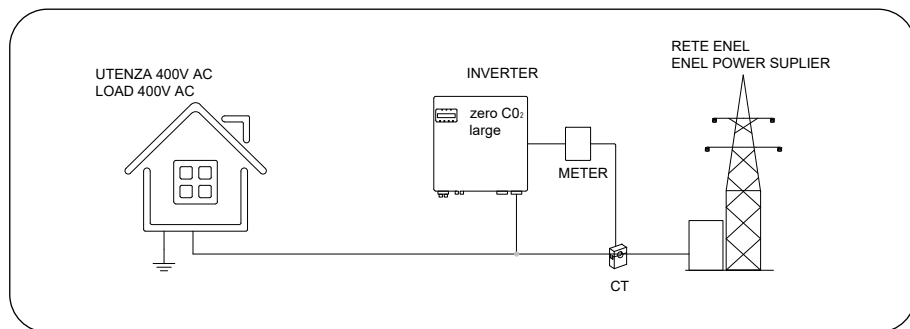 UTENZA 400V AC
LOAD 400V AC
INVERTER
zero C0₂
large
METER
CT
RETE ENEL
ENEL POWER SUPLIER